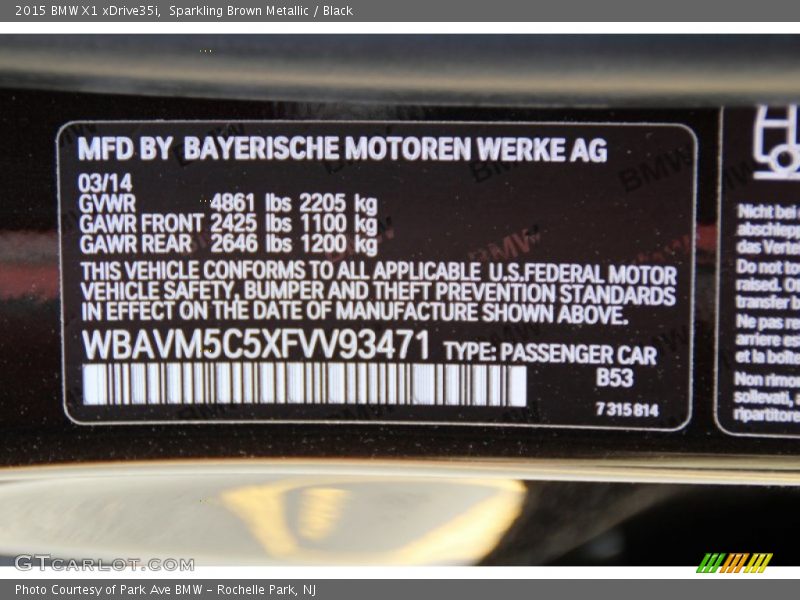 2015 BMW X1 xDrive35i, Sparkling Brown Metallic / Black
MFD BY BAYERISCHE MOTOREN WERKE AG
03/14
GVWR 4861 lbs 2205 kg
GAWR FRONT 2425 lbs 1100 kg
GAWR REAR 2646 lbs 1200 kg
THIS VEHICLE CONFORMS TO ALL APPLICABLE U.S.FEDERAL MOTOR
VEHICLE SAFETY, BUMPER AND THEFT PREVENTION STANDARDS
IN EFFECT ON THE DATE OF MANUFACTURE SHOWN ABOVE.
WBAVM5C5XFVV93471 TYPE: PASSENGER CAR
B53
7 315 814
Nicht bei
abschlepp
das Verte
Do not to
raised. Ot
transfer b
Ne pas re
arriere es
et la boîte
Non rimo
sollevati, a
ripartitore
GTCARLOT.COM
Photo Courtesy of Park Ave BMW - Rochelle Park, NJ